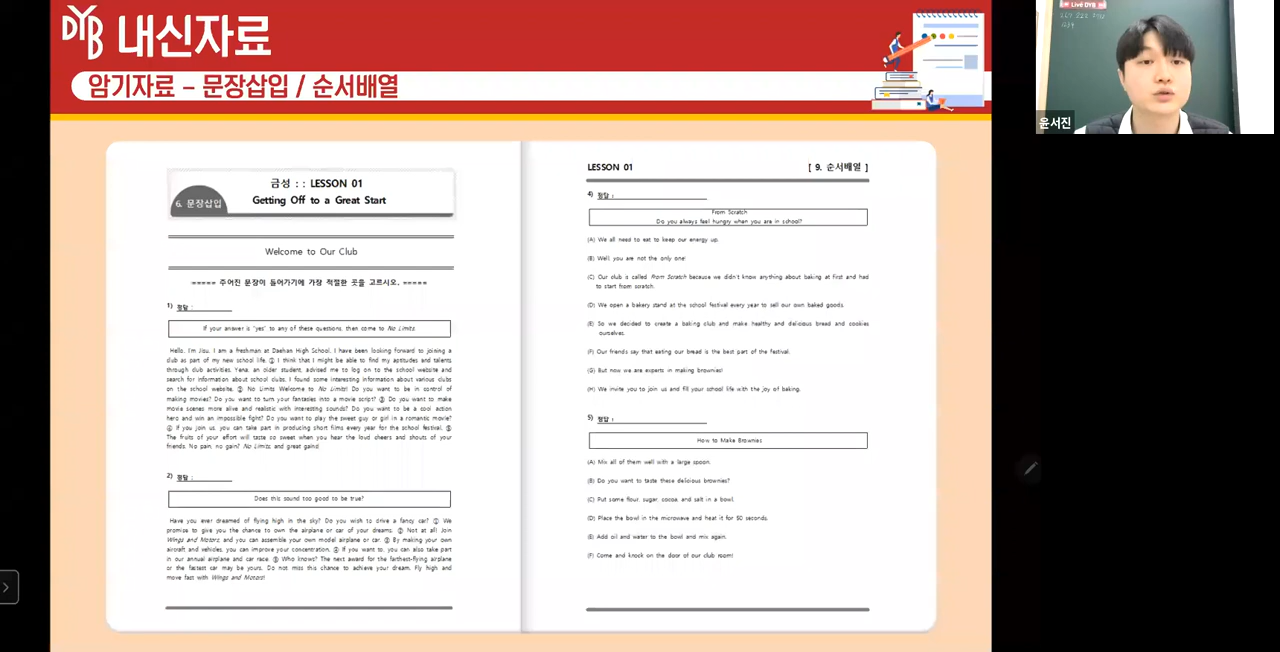 DYB 내신자료
암기자료 - 문장삽입 / 순서배열
Live DYB
윤서진
6. 문장삽입
금성 : : LESSON 01
Getting Off to a Great Start
Welcome to Our Club
===== 주어진 문장이 들어가기에 가장 적절한 곳을 고르시오. =====
1) 정답 :
If your answer is "yes" to any of these questions, then come to No Limits.
Hello, I'm Jisu. I am a freshman at Daehan High School. I have been looking forward to joining a
club as part of my new school life. ① I think that I might be able to find my aptitudes and talents
through club activities. Yena, an older student, advised me to log on to the school website and
search for information about school clubs. I found some interesting information about various clubs
on the school website. ② No Limits Welcome to No Limits! Do you want to be in control of
making movies? Do you want to turn your fantasies into a movie script? ③ Do you want to make
movie scenes more alive and realistic with interesting sounds? Do you want to be a cool action
hero and win an impossible fight? Do you want to play the sweet guy or girl in a romantic movie?
④ If you join us, you can take part in producing short films every year for the school festival. ⑤
The fruits of your effort will taste so sweet when you hear the loud cheers and shouts of your
friends. No pain, no gain? No Limits and great gains!
2) 정답 :
Does this sound too good to be true?
Have you ever dreamed of flying high in the sky? Do you wish to drive a fancy car? ① We
promise to give you the chance to own the airplane or car of your dreams. ② Not at all! Join
Wings and Motors, and you can assemble your own model airplane or car. ③ By making your own
aircraft and vehicles, you can improve your concentration. ④ If you want to, you can also take part
in our annual airplane and car race. ⑤ Who knows? The next award for the farthest-flying airplane
or the fastest car may be yours. Do not miss this chance to achieve your dream. Fly high and
move fast with Wings and Motors!
LESSON 01 [ 9. 순서배열 ]
4) 정답 :
From Scratch
Do you always feel hungry when you are in school?
(A) We all need to eat to keep our energy up.
(B) Well, you are not the only one!
(C) Our club is called From Scratch because we didn't know anything about baking at first and had
to start from scratch.
(D) We open a bakery stand at the school festival every year to sell our own baked goods.
(E) So we decided to create a baking club and make healthy and delicious bread and cookies
ourselves.
(F) Our friends say that eating our bread is the best part of the festival.
(G) But now we are experts in making brownies!
(H) We invite you to join us and fill your school life with the joy of baking.
5) 정답 :
How to Make Brownies
(A) Mix all of them well with a large spoon.
(B) Do you want to taste these delicious brownies?
(C) Put some flour, sugar, cocoa, and salt in a bowl.
(D) Place the bowl in the microwave and heat it for 50 seconds.
(E) Add oil and water to the bowl and mix again.
(F) Come and knock on the door of our club room!